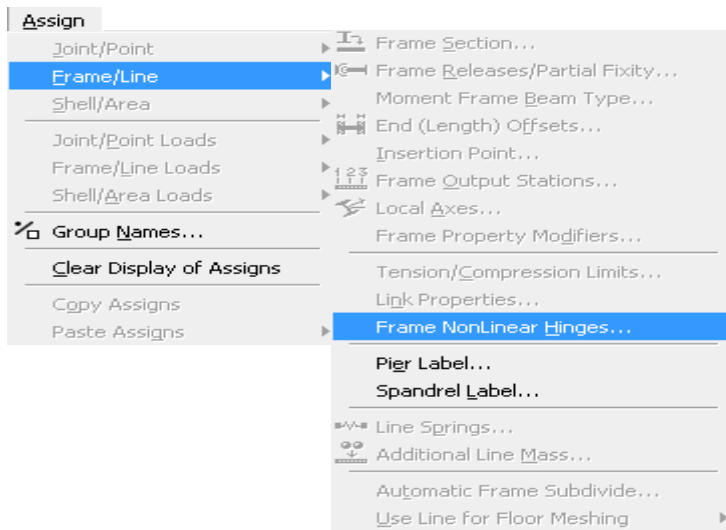 Assign
Joint/Point
Frame/Line
Shell/Area
Joint/Point Loads
Frame/Line Loads
Shell/Area Loads
Group Names...
Clear Display of Assigns
Copy Assigns
Paste Assigns
Frame Section...
Frame Releases/Partial Fixity...
Moment Frame Beam Type...
End (Length) Offsets...
Insertion Point...
1 2 3
Frame Output Stations...
Local Axes...
Frame Property Modifiers...
Tension/Compression Limits...
Link Properties...
Frame NonLinear Hinges...
Pier Label...
Spandrel Label...
Line Springs...
Additional Line Mass...
Automatic Frame Subdivide...
Use Line for Floor Meshing